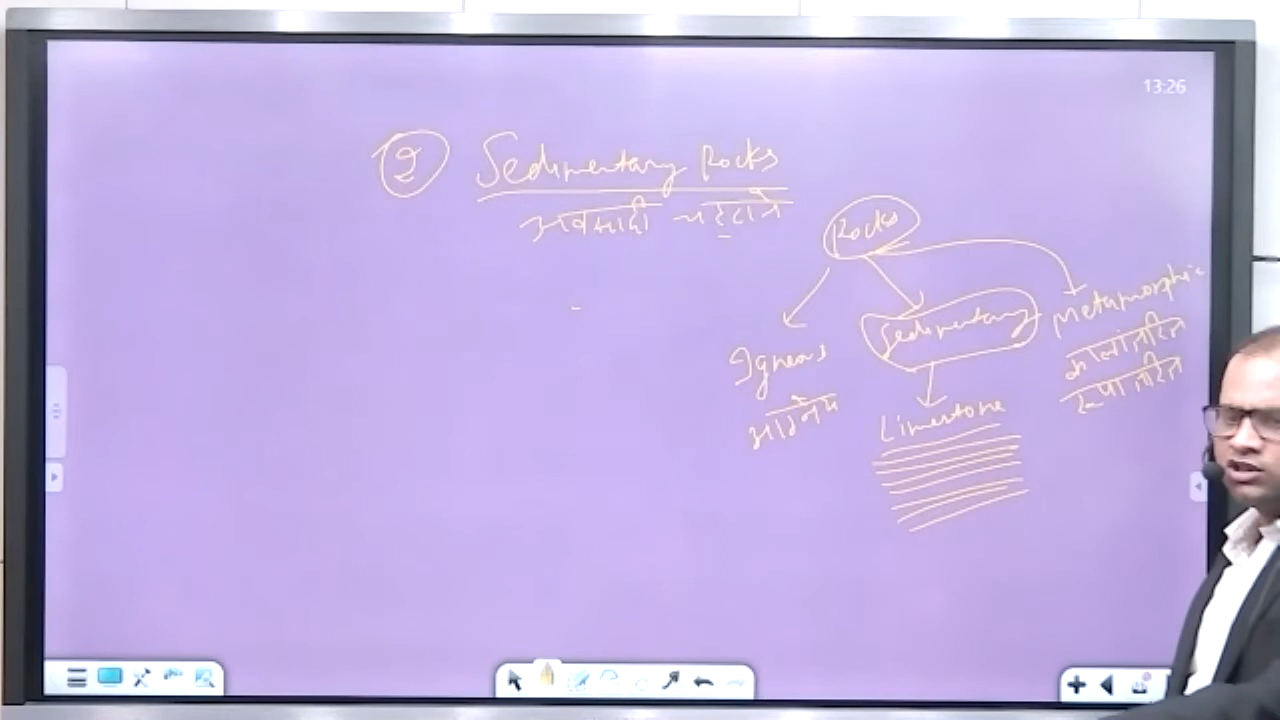 13:26
2 Sedimentary Rocks
अवसादी चट्टाने
Rocks
Igneous
आग्नेय
Sedimentary
Limestone
Metamorphic
कायांतरित
रूपांतरित